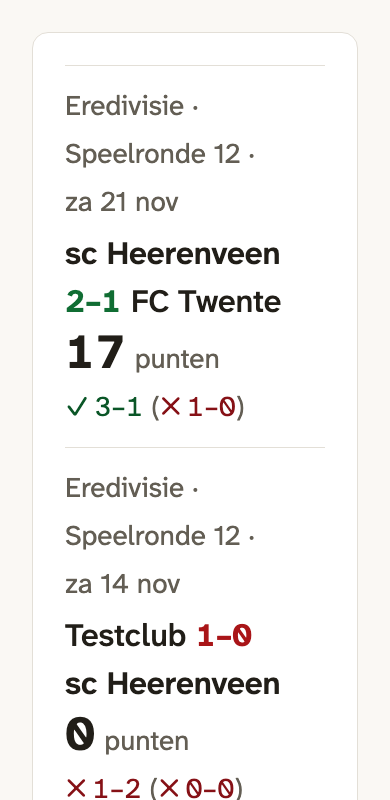 Eredivisie ·
Speelronde 12 ·
za 21 nov
sc Heerenveen
2–1 FC Twente
17 punten
✓ 3–1 (✕ 1–0)
Eredivisie ·
Speelronde 12 ·
za 14 nov
Testclub 1–0
sc Heerenveen
0 punten
✕ 1–2 (✕ 0–0)